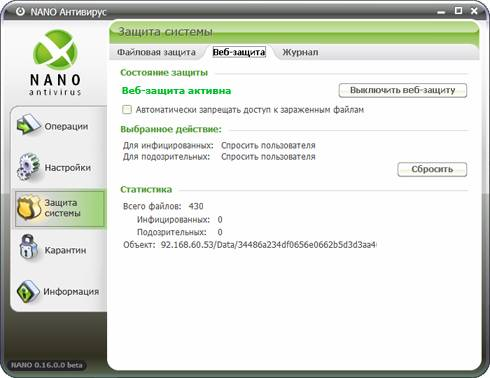 NANO Антивирус
NANO
antivirus
Операции
Настройки
Защита
системы
Карантин
Информация
NANO 0.16.0.0 beta
Защита системы
Файловая защита Веб-защита Журнал
Состояние защиты
Веб-защита активна Выключить веб-защиту
Автоматически запрещать доступ к зараженным файлам
Выбранное действие:
Для инфицированных: Спросить пользователя
Для подозрительных: Спросить пользователя
Сбросить
Статистика
Всего файлов: 430
Инфицированных: 0
Подозрительных: 0
Объект: 92.168.60.53/Data/34486a234df0656e0662b5d3d3aa4